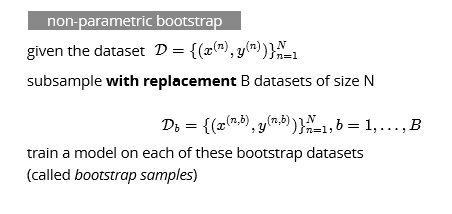 non-parametric bootstrap
given the dataset $\mathcal{D} = \{(x^{(n)}, y^{(n)})\}_{n=1}^{N}$
subsample with replacement B datasets of size N
$\mathcal{D}_b = \{(x^{(n,b)}, y^{(n,b)})\}_{n=1}^{N}, b = 1, \ldots, B$
train a model on each of these bootstrap datasets
(called bootstrap samples)